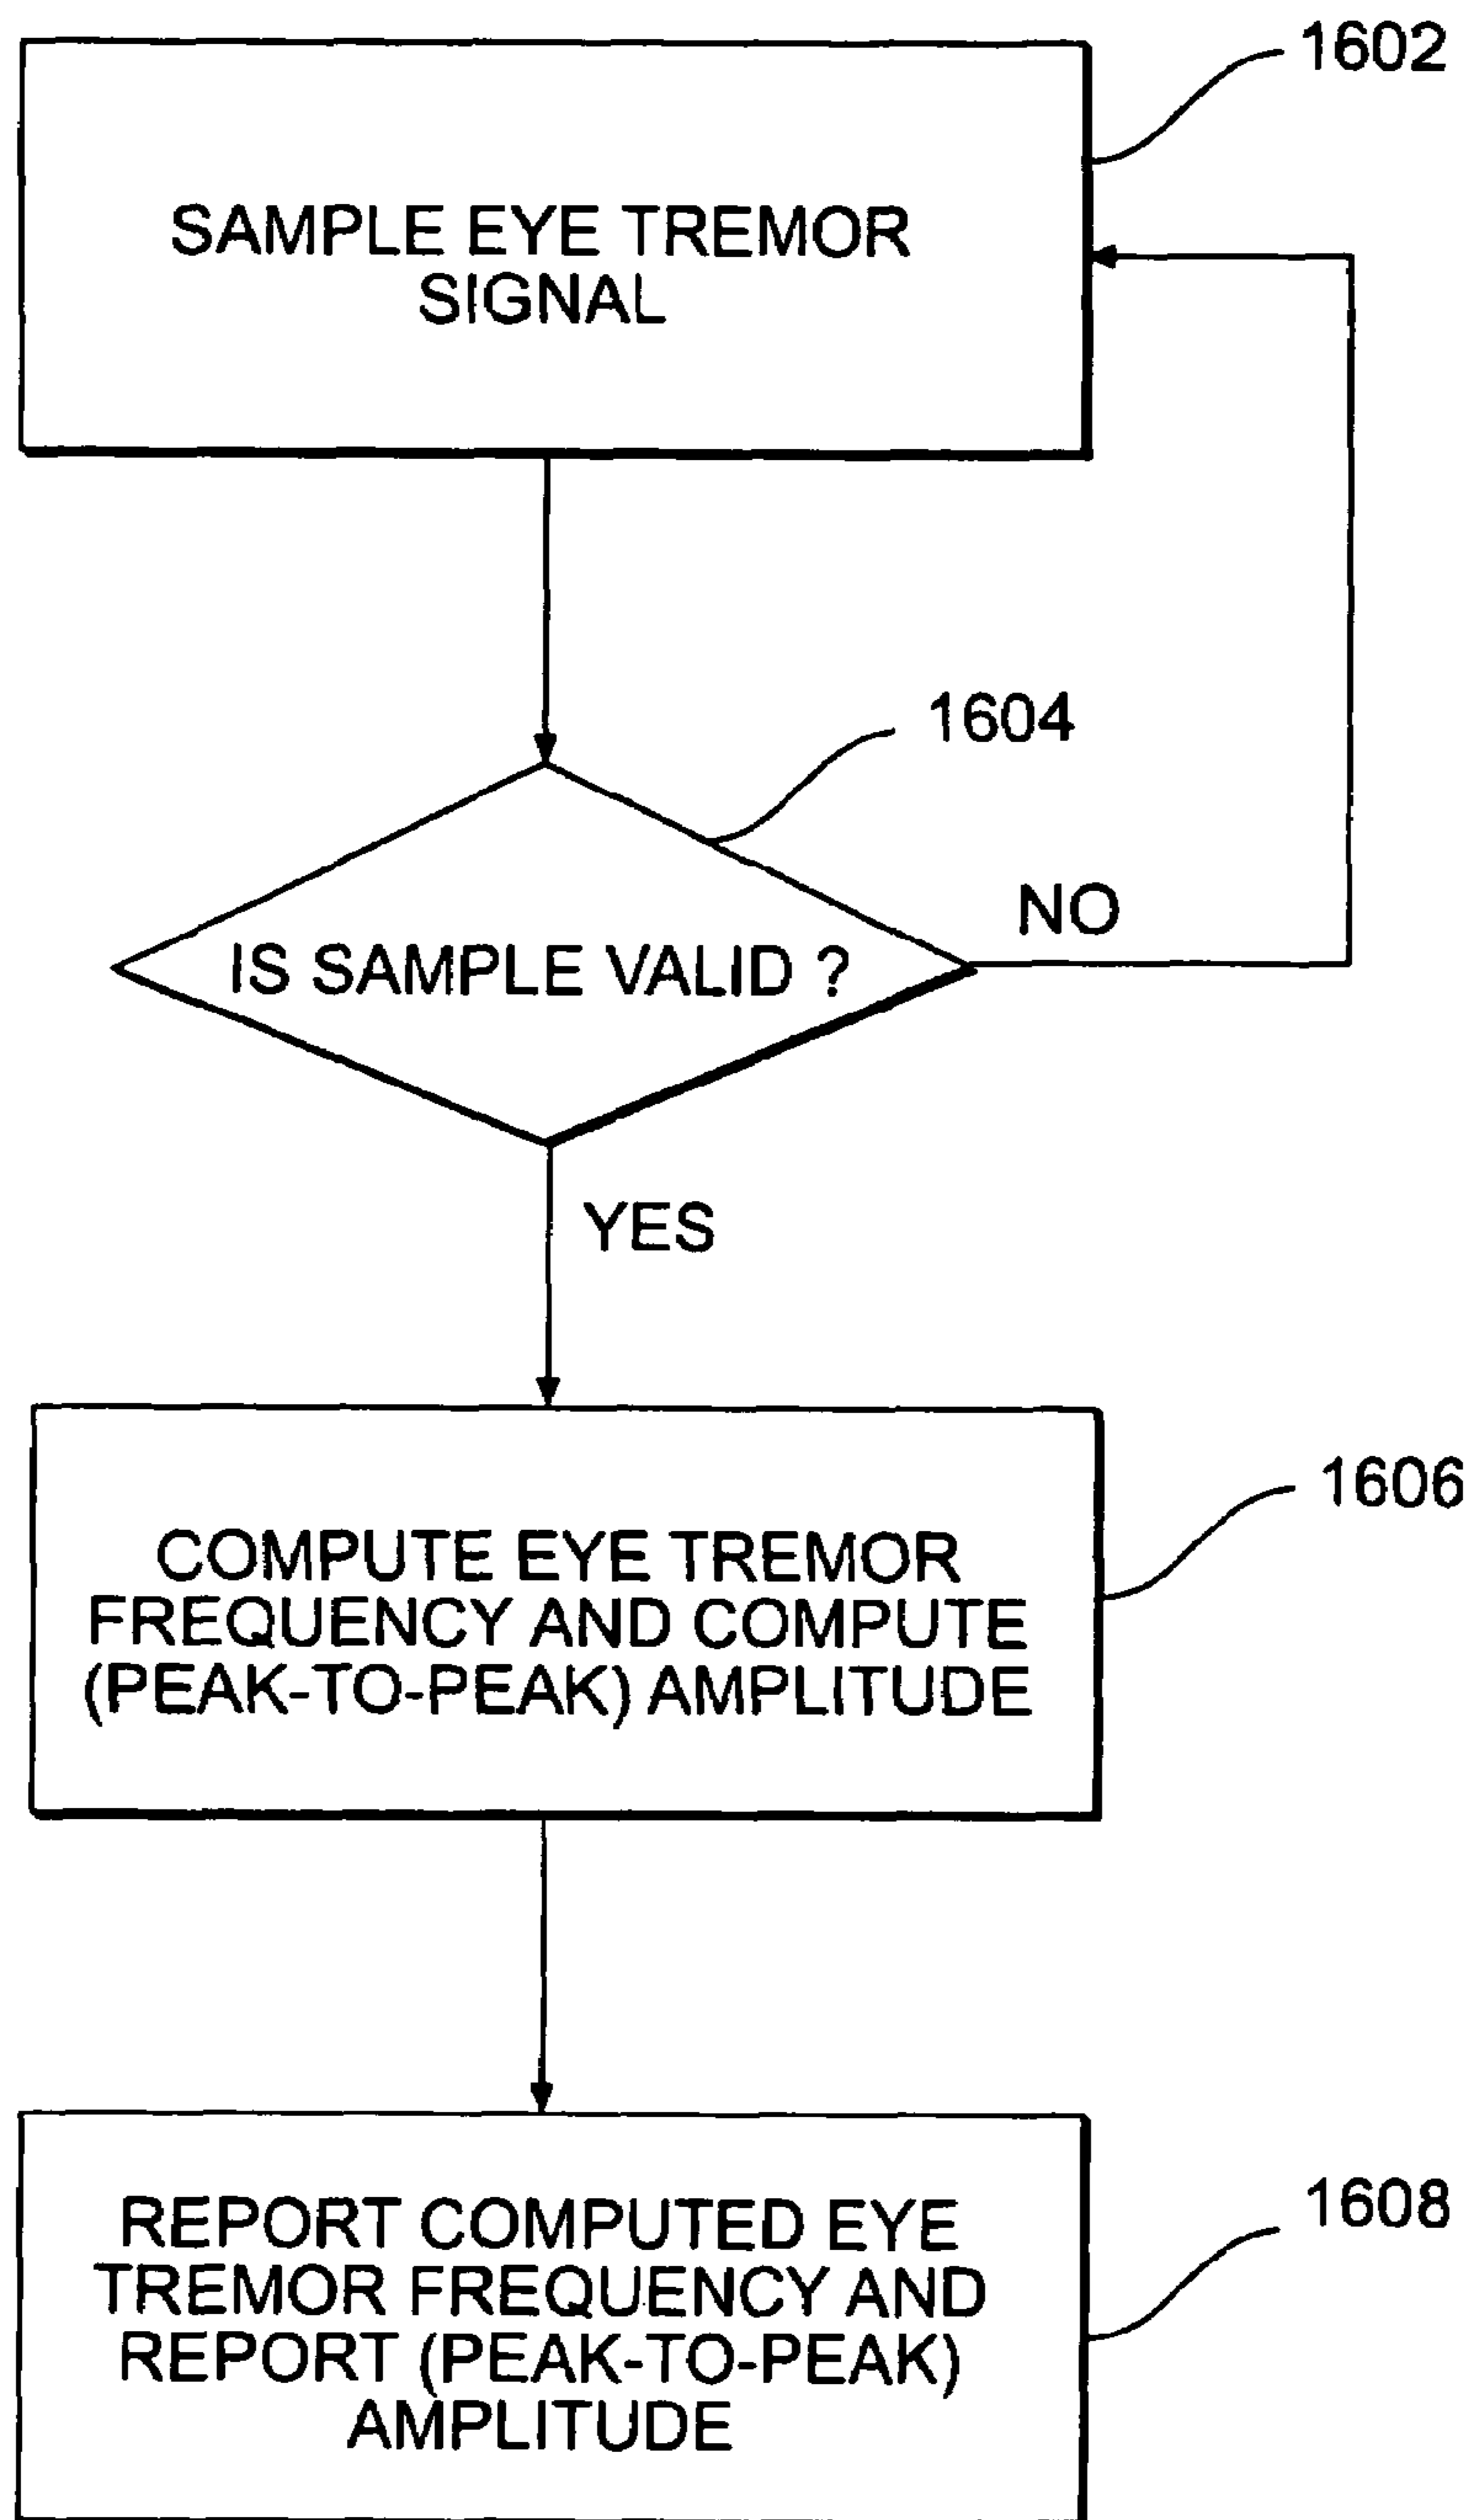 1602
SAMPLE EYE TREMOR
SIGNAL
1604
NO
IS SAMPLE VALID ?
YES
1606
COMPUTE EYE TREMOR
FREQUENCY AND COMPUTE
(PEAK-TO-PEAK) AMPLITUDE
1608
REPORT COMPUTED EYE
TREMOR FREQUENCY AND
REPORT (PEAK-TO-PEAK)
AMPLITUDE